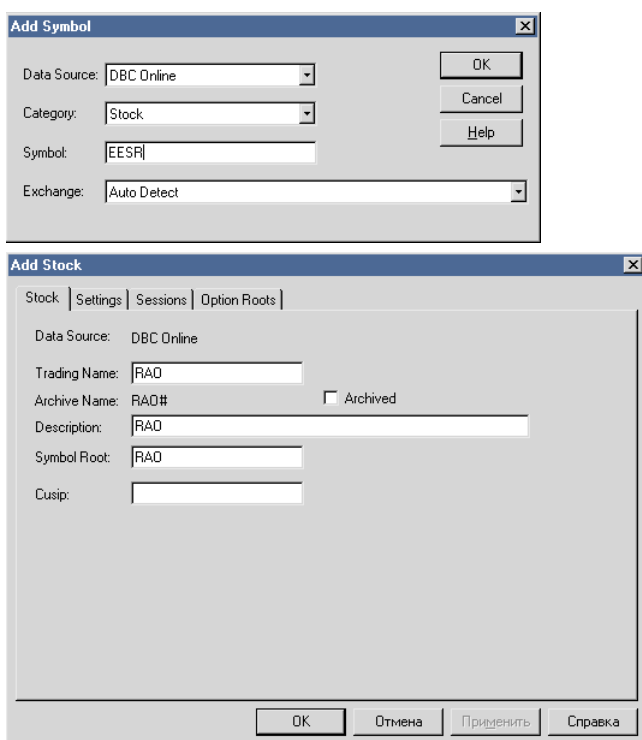 Add Symbol
Data Source: DBC Online
OK
Category: Stock
Cancel
Symbol: EESR
Help
Exchange: Auto Detect
Add Stock
Stock Settings Sessions Option Roots
Data Source: DBC Online
Trading Name: RAO
Archive Name: RAO# Archived
Description: RAO
Symbol Root: RAO
Cusip:
OK Отмена Применить Справка